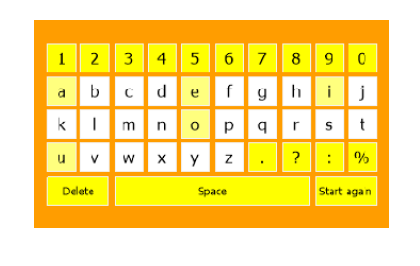 1 2 3 4 5 6 7 8 9 0
a b c d e f g h i j
k l m n o p q r s t
u v w x y z . ? : %
Delete Space Start again